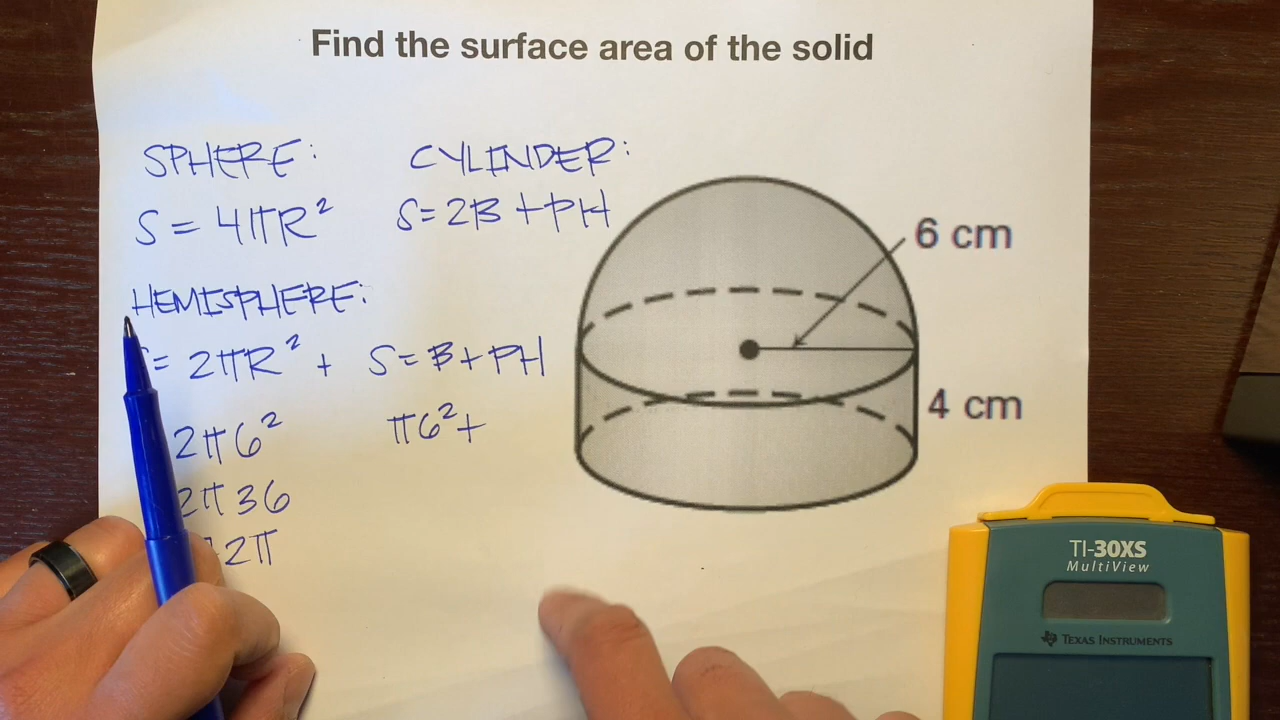 Find the surface area of the solid
SPHERE: CYLINDER:
S = 4πR² S = 2B + PH
HEMISPHERE:
= 2πR² + S = B + PH
2π6² π6² +
2π36
2π
6 cm
4 cm
TI-30XS
MultiView
TEXAS INSTRUMENTS